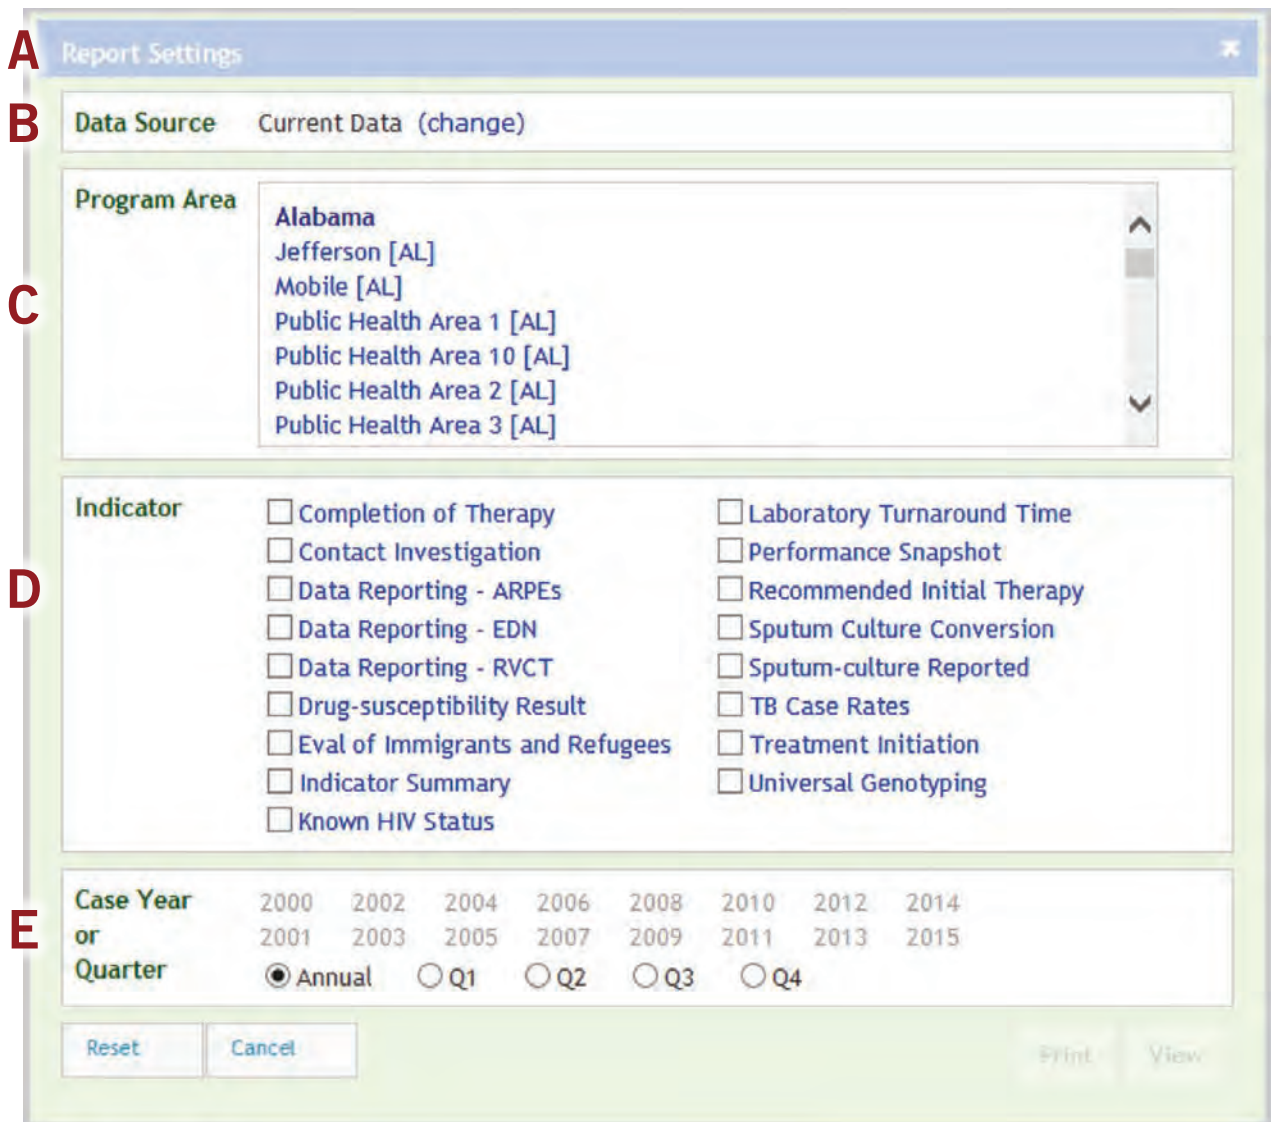 A Report Settings
B Data Source Current Data (change)
C Program Area
Alabama
Jefferson [AL]
Mobile [AL]
Public Health Area 1 [AL]
Public Health Area 10 [AL]
Public Health Area 2 [AL]
Public Health Area 3 [AL]
D Indicator
Completion of Therapy
Contact Investigation
Data Reporting - ARPEs
Data Reporting - EDN
Data Reporting - RVCT
Drug-susceptibility Result
Eval of Immigrants and Refugees
Indicator Summary
Known HIV Status
Laboratory Turnaround Time
Performance Snapshot
Recommended Initial Therapy
Sputum Culture Conversion
Sputum-culture Reported
TB Case Rates
Treatment Initiation
Universal Genotyping
E Case Year
or
Quarter
2000 2002 2004 2006 2008 2010 2012 2014
2001 2003 2005 2007 2009 2011 2013 2015
Annual Q1 Q2 Q3 Q4
Reset Cancel Print View